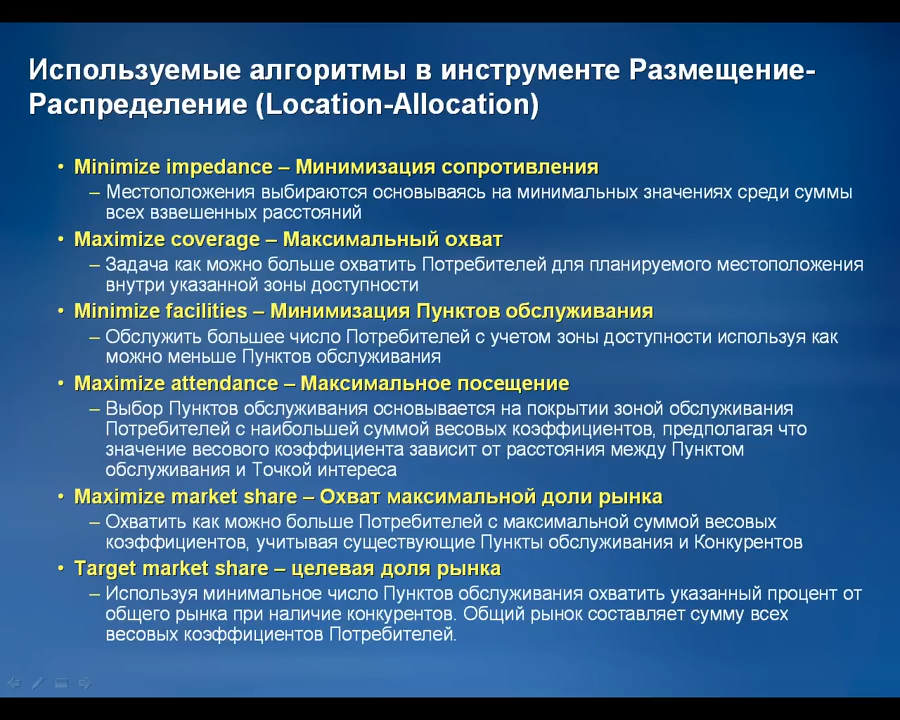 Используемые алгоритмы в инструменте Размещение-
Распределение (Location-Allocation)
• Minimize impedance – Минимизация сопротивления
– Местоположения выбираются основываясь на минимальных значениях среди суммы
всех взвешенных расстояний
• Maximize coverage – Максимальный охват
– Задача как можно больше охватить Потребителей для планируемого местоположения
внутри указанной зоны доступности
• Minimize facilities – Минимизация Пунктов обслуживания
– Обслужить большее число Потребителей с учетом зоны доступности используя как
можно меньше Пунктов обслуживания
• Maximize attendance – Максимальное посещение
– Выбор Пунктов обслуживания основывается на покрытии зоной обслуживания
Потребителей с наибольшей суммой весовых коэффициентов, предполагая что
значение весового коэффициента зависит от расстояния между Пунктом
обслуживания и Точкой интереса
• Maximize market share – Охват максимальной доли рынка
– Охватить как можно больше Потребителей с максимальной суммой весовых
коэффициентов, учитывая существующие Пункты обслуживания и Конкурентов
• Target market share – целевая доля рынка
– Используя минимальное число Пунктов обслуживания охватить указанный процент от
общего рынка при наличие конкурентов. Общий рынок составляет сумму всех
весовых коэффициентов Потребителей.